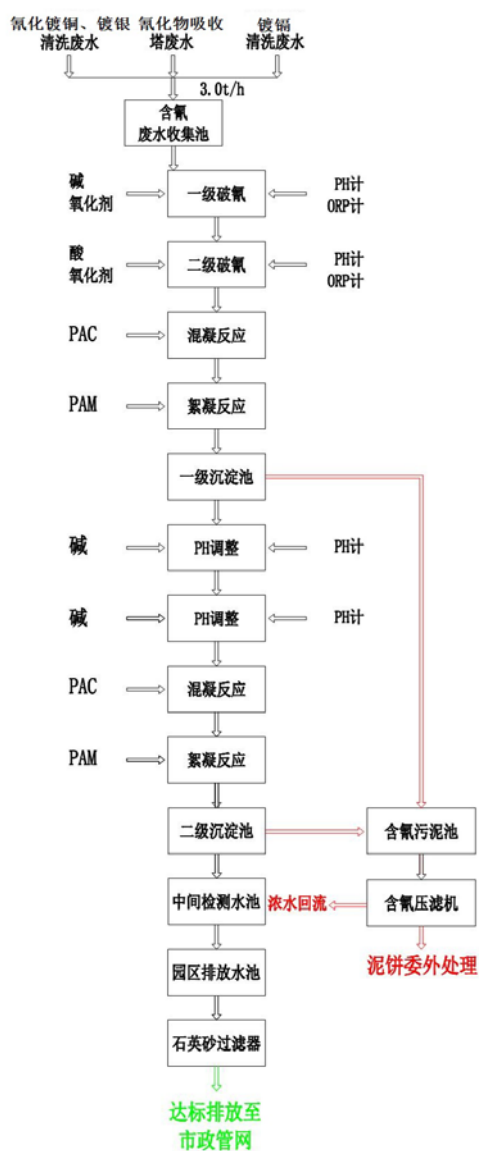 氰化镀铜、镀银
清洗废水
氰化物吸收
塔废水
镀镉
清洗废水
3.0t/h
含氰
废水收集池
碱
氧化剂
一级破氰
PH计
ORP计
酸
氧化剂
二级破氰
PH计
ORP计
PAC
混凝反应
PAM
絮凝反应
一级沉淀池
碱
PH调整
PH计
碱
PH调整
PH计
PAC
混凝反应
PAM
絮凝反应
二级沉淀池
含氰污泥池
中间检测水池
浓水回流
含氰压滤机
园区排放水池
泥饼委外处理
石英砂过滤器
达标排放至
市政管网